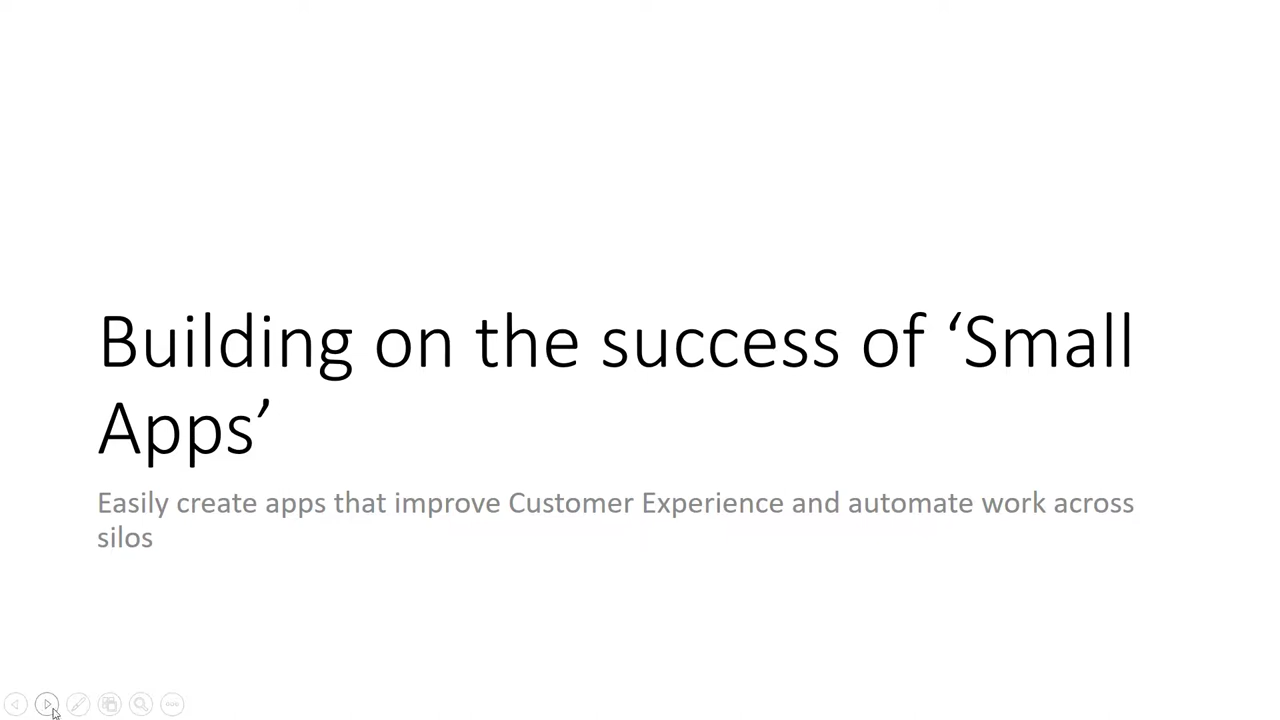 Building on the success of ‘Small
Apps’
Easily create apps that improve Customer Experience and automate work across
silos